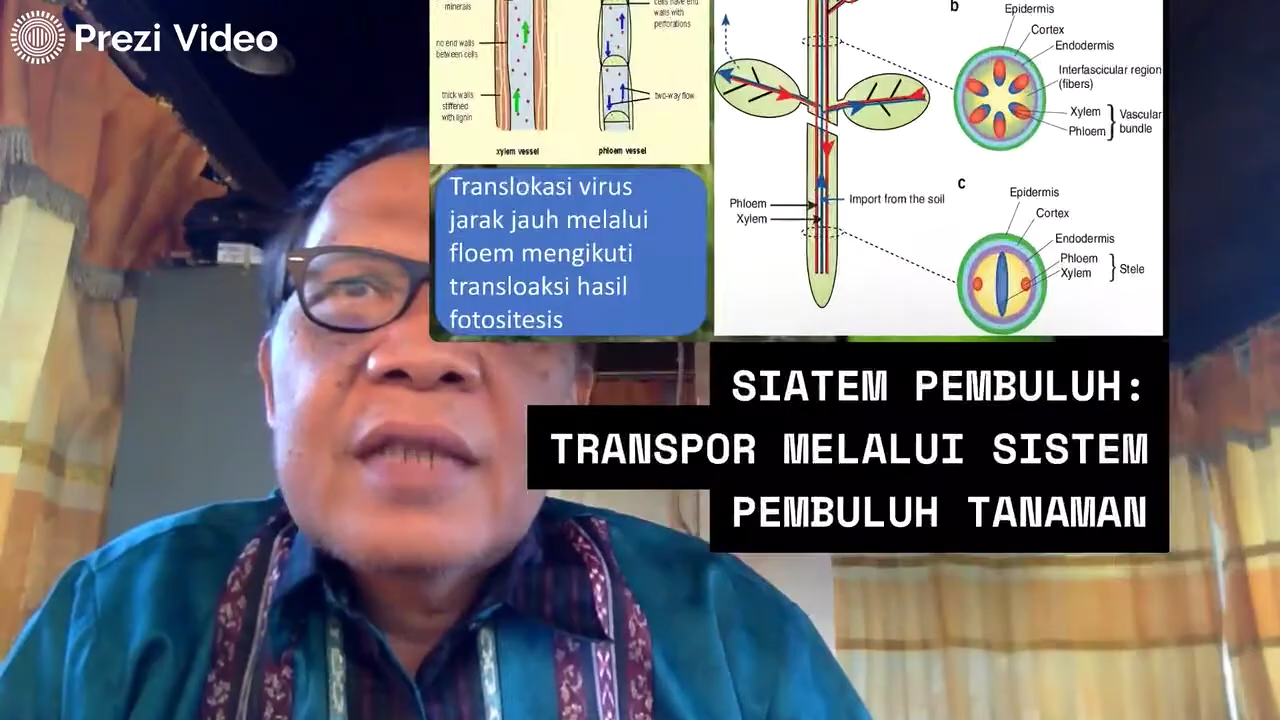 Prezi Video
minerals
no end walls
between cells
thick walls
stiffened
with lignin
xylem vessel
cells have end
walls with
perforations
two-way flow
phloem vessel
Translokasi virus
jarak jauh melalui
floem mengikuti
transloaksi hasil
fotositesis
Phloem
Xylem
Import from the soil
b
Epidermis
Cortex
Endodermis
Interfascicular region
(fibers)
Xylem
Phloem
Vascular
bundle
c
Epidermis
Cortex
Endodermis
Phloem
Xylem
Stele
SIATEM PEMBULUH:
TRANSPOR MELALUI SISTEM
PEMBULUH TANAMAN